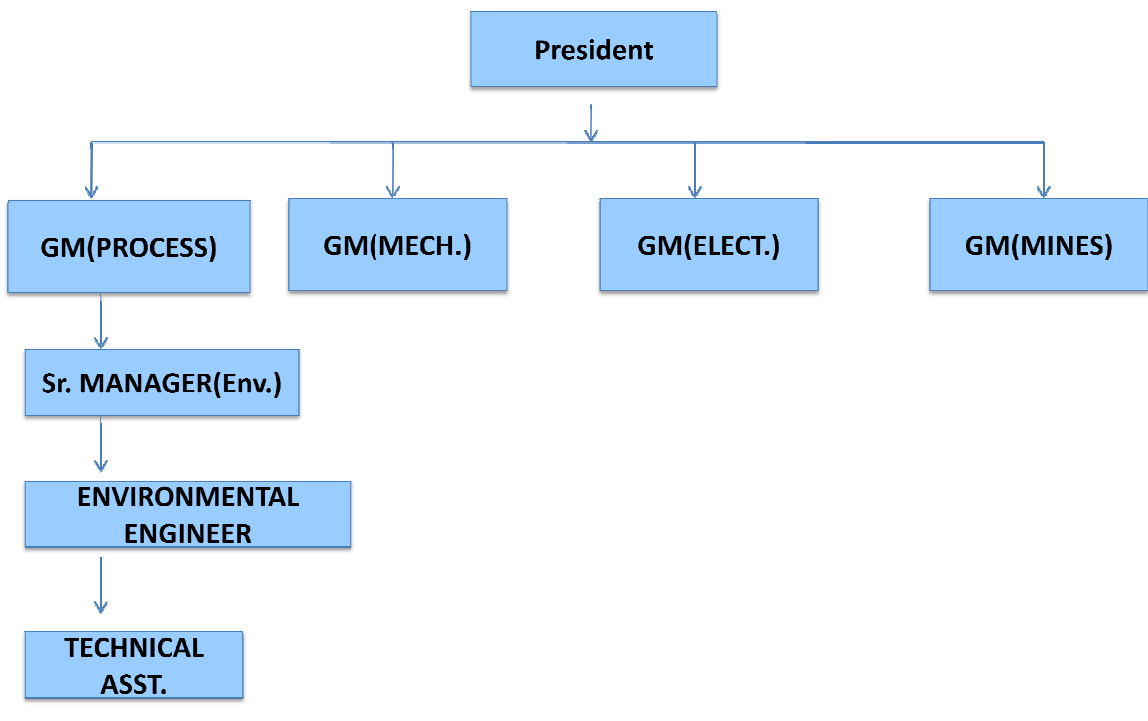 President
GM(PROCESS)
GM(MECH.)
GM(ELECT.)
GM(MINES)
Sr. MANAGER(Env.)
ENVIRONMENTAL
ENGINEER
TECHNICAL
ASST.